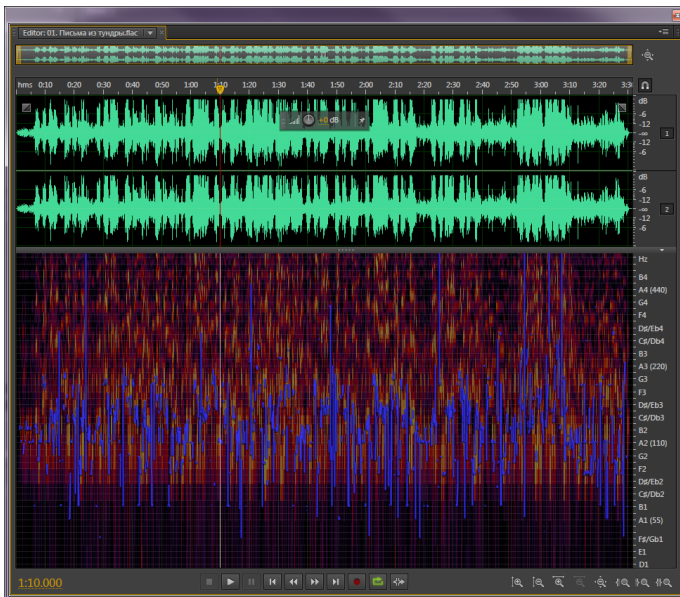 Editor: 01. Письма из тундры.flac
hms 0:10 0:20 0:30 0:40 0:50 1:00 1:10 1:20 1:30 1:40 1:50 2:00 2:10 2:20 2:30 2:40 2:50 3:00 3:10 3:20 3:3
+0 dB
dB
-6
-12
-∞
-12
-6
1
dB
-6
-12
-∞
-12
-6
2
Hz
B4
A4 (440)
G4
F4
D#/Eb4
C#/Db4
B3
A3 (220)
G3
F3
D#/Eb3
C#/Db3
B2
A2 (110)
G2
F2
D#/Eb2
C#/Db2
B1
A1 (55)
F#/Gb1
E1
D1
1:10.000